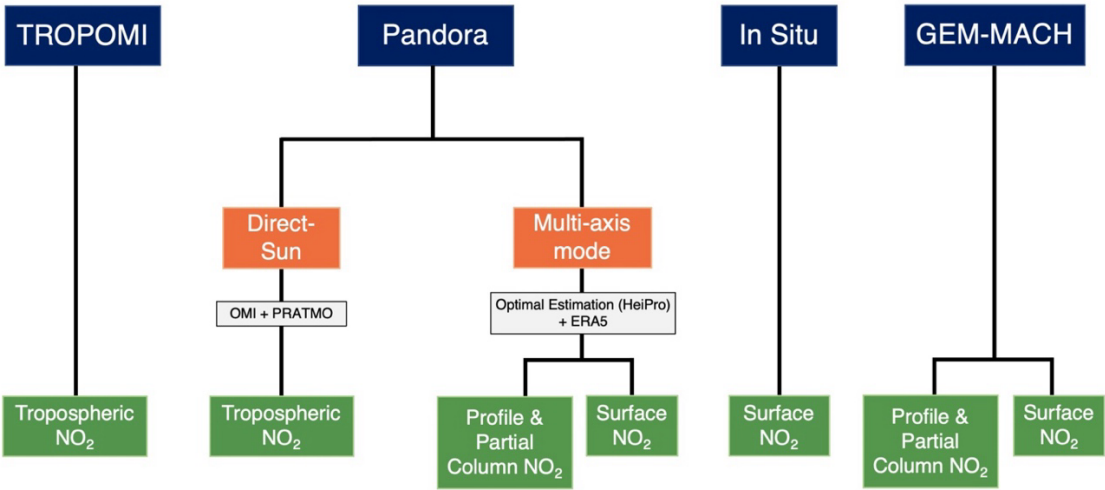 TROPOMI
Pandora
In Situ
GEM-MACH
Direct-
Sun
Multi-axis
mode
OMI + PRATMO
Optimal Estimation (HeiPro)
+ ERA5
Tropospheric
NO₂
Tropospheric
NO₂
Profile &
Partial
Column NO₂
Surface
NO₂
Surface
NO₂
Profile &
Partial
Column NO₂
Surface
NO₂